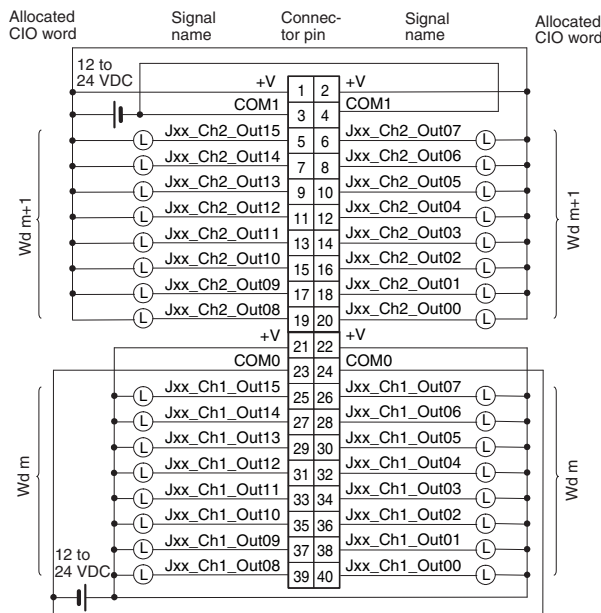 Allocated CIO word Signal name Connec-tor pin Signal name Allocated CIO word
12 to 24 VDC
+V 1 2 +V
COM1 3 4 COM1
L Jxx_Ch2_Out15 5 6 Jxx_Ch2_Out07 L
L Jxx_Ch2_Out14 7 8 Jxx_Ch2_Out06 L
L Jxx_Ch2_Out13 9 10 Jxx_Ch2_Out05 L
L Jxx_Ch2_Out12 11 12 Jxx_Ch2_Out04 L
Wd m+1 Wd m+1
L Jxx_Ch2_Out11 13 14 Jxx_Ch2_Out03 L
L Jxx_Ch2_Out10 15 16 Jxx_Ch2_Out02 L
L Jxx_Ch2_Out09 17 18 Jxx_Ch2_Out01 L
L Jxx_Ch2_Out08 19 20 Jxx_Ch2_Out00 L
+V 21 22 +V
COM0 23 24 COM0
L Jxx_Ch1_Out15 25 26 Jxx_Ch1_Out07 L
L Jxx_Ch1_Out14 27 28 Jxx_Ch1_Out06 L
L Jxx_Ch1_Out13 29 30 Jxx_Ch1_Out05 L
L Jxx_Ch1_Out12 31 32 Jxx_Ch1_Out04 L
Wd m Wd m
L Jxx_Ch1_Out11 33 34 Jxx_Ch1_Out03 L
L Jxx_Ch1_Out10 35 36 Jxx_Ch1_Out02 L
L Jxx_Ch1_Out09 37 38 Jxx_Ch1_Out01 L
12 to 24 VDC
L Jxx_Ch1_Out08 39 40 Jxx_Ch1_Out00 L